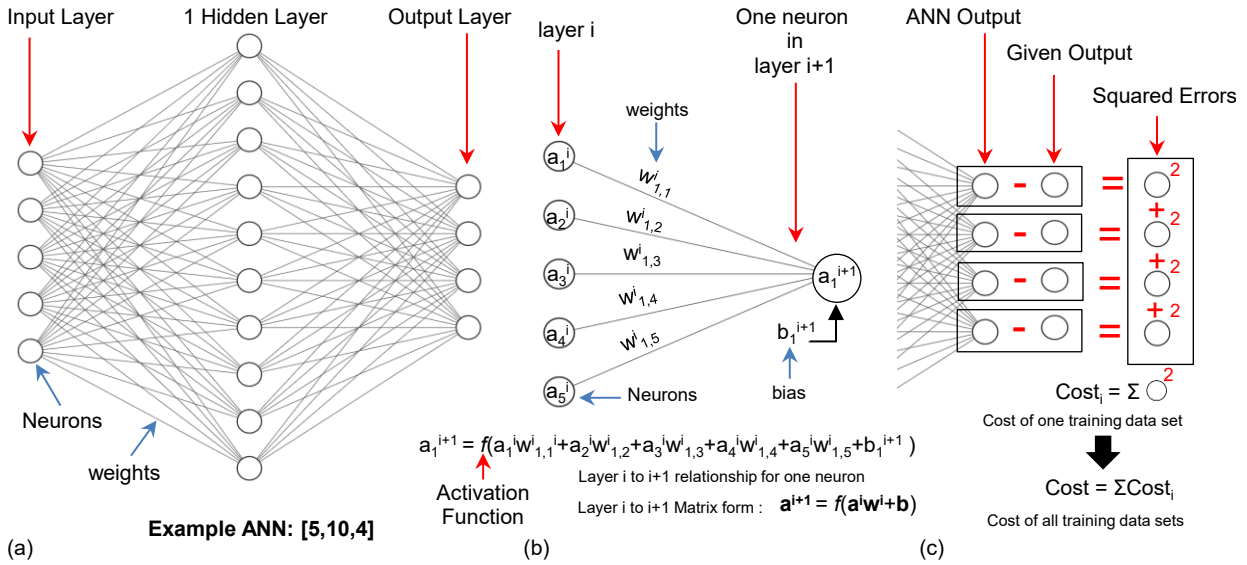 Input Layer
1 Hidden Layer
Output Layer
Neurons
weights
Example ANN: [5,10,4]
(a)
layer i
One neuron
in
layer i+1
weights
a₁ⁱ
a₂ⁱ
a₃ⁱ
a₄ⁱ
a₅ⁱ
wⁱ₁,₁
wⁱ₁,₂
wⁱ₁,₃
wⁱ₁,₄
wⁱ₁,₅
a₁ⁱ⁺¹
b₁ⁱ⁺¹
bias
Neurons
a₁ⁱ⁺¹ = f(a₁ⁱwⁱ₁,₁ⁱ+a₂ⁱwⁱ₁,₂+a₃ⁱwⁱ₁,₃+a₄ⁱwⁱ₁,₄+a₅ⁱwⁱ₁,₅+b₁ⁱ⁺¹ )
Layer i to i+1 relationship for one neuron
Activation
Function
Layer i to i+1 Matrix form : aⁱ⁺¹ = f(aⁱwⁱ+b)
(b)
ANN Output
Given Output
Squared Errors
- = 2
+
- = 2
+
- = 2
+
- = 2
Costᵢ = Σ 2
Cost of one training data set
Cost = ΣCostᵢ
Cost of all training data sets
(c)